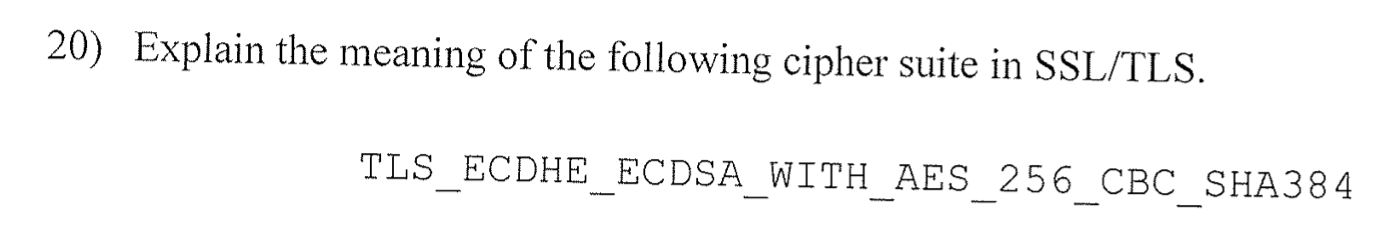 20) Explain the meaning of the following cipher suite in SSL/TLS.
TLS_ECDHE_ECDSA_WITH_AES_256_CBC_SHA384